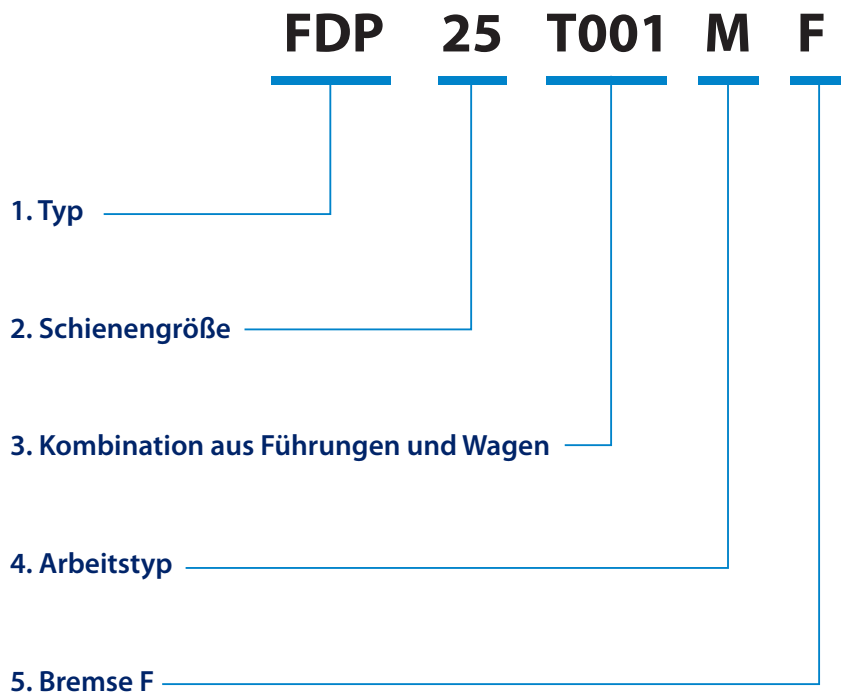 FDP 25 T001 M F
1. Typ
2. Schienengröße
3. Kombination aus Führungen und Wagen
4. Arbeitstyp
5. Bremse F